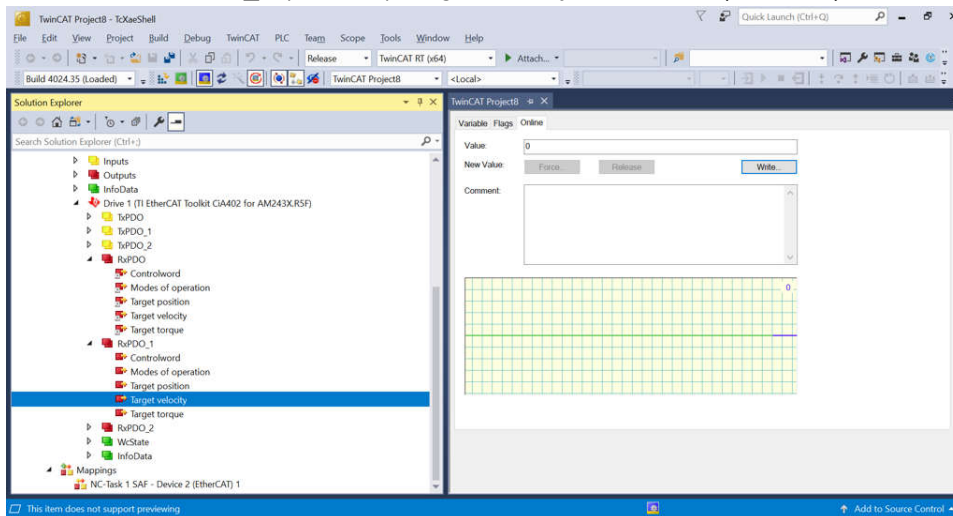 TwinCAT Project8 - TcXaeShell
Quick Launch (Ctrl+Q)
File Edit View Project Build Debug TwinCAT PLC Team Scope Tools Window Help
Release TwinCAT RT (x64) Attach...
Build 4024.35 (Loaded) TwinCAT Project8 <Local>
Solution Explorer
Search Solution Explorer (Ctrl+;)
Inputs
Outputs
InfoData
Drive 1 (TI EtherCAT Toolkit CiA402 for AM243X.R5F)
TxPDO
TxPDO_1
TxPDO_2
RxPDO
Controlword
Modes of operation
Target position
Target velocity
Target torque
RxPDO_1
Controlword
Modes of operation
Target position
Target velocity
Target torque
RxPDO_2
WcState
InfoData
Mappings
NC-Task 1 SAF - Device 2 (EtherCAT) 1
TwinCAT Project8
Variable Flags Online
Value: 0
New Value: Force... Release Write...
Comment:
0
This item does not support previewing
Add to Source Control